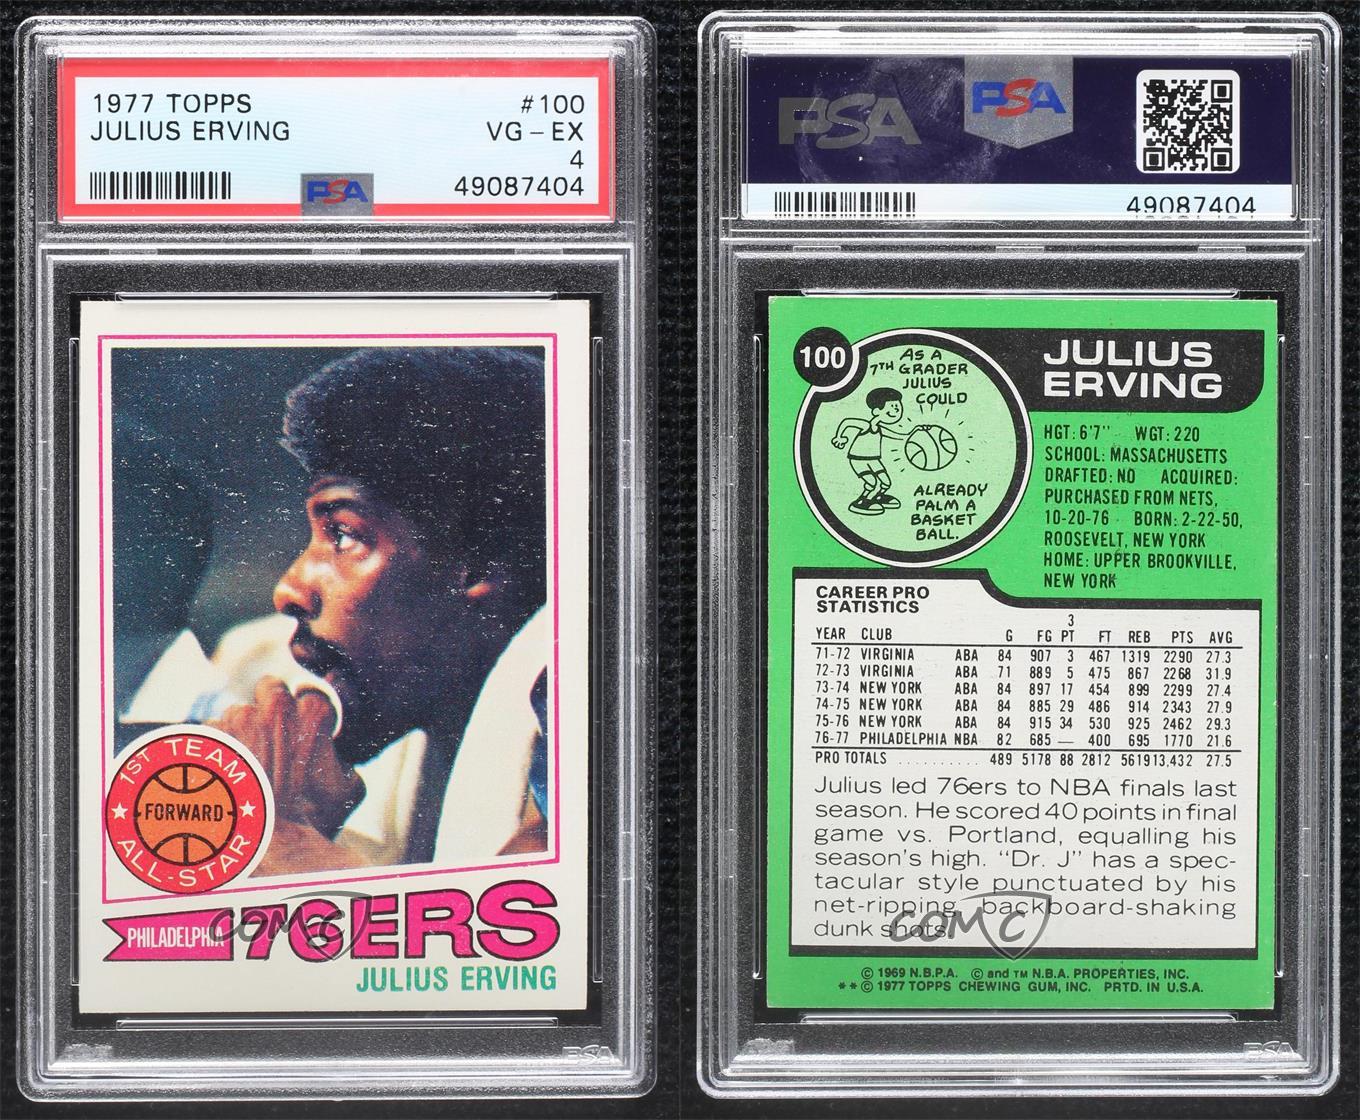 1977 TOPPS #100
JULIUS ERVING VG - EX
4
49087404
PSA
1ST TEAM
FORWARD
ALL-STAR
PHILADELPHIA 76ERS
JULIUS ERVING
COMC
PSA
PSA PSA
49087404
100
AS A
7TH GRADER
JULIUS
COULD
ALREADY
PALM A
BASKET
BALL.
JULIUS
ERVING
HGT: 6'7" WGT: 220
SCHOOL: MASSACHUSETTS
DRAFTED: NO ACQUIRED:
PURCHASED FROM NETS,
10-20-76 BORN: 2-22-50,
ROOSEVELT, NEW YORK
HOME: UPPER BROOKVILLE,
NEW YORK
CAREER PRO
STATISTICS
YEAR CLUB G FG 3 PT FT REB PTS AVG
71-72 VIRGINIA ABA 84 907 3 467 1319 2290 27.3
72-73 VIRGINIA ABA 71 889 5 475 867 2268 31.9
73-74 NEW YORK ABA 84 897 17 454 899 2299 27.4
74-75 NEW YORK ABA 84 885 29 486 914 2343 27.9
75-76 NEW YORK ABA 84 915 34 530 925 2462 29.3
76-77 PHILADELPHIA NBA 82 685 — 400 695 1770 21.6
PRO TOTALS ........... 489 5178 88 2812 5619 13,432 27.5
Julius led 76ers to NBA finals last
season. He scored 40 points in final
game vs. Portland, equalling his
season's high. "Dr. J" has a spec-
tacular style punctuated by his
net-ripping, backboard-shaking
dunk shots.
COMC
© 1969 N.B.P.A. © and TM N.B.A. PROPERTIES, INC.
** © 1977 TOPPS CHEWING GUM, INC. PRTD. IN U.S.A.
PSA